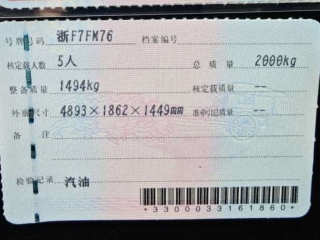 号牌号码 浙F7FM76 档案编号
核定载人数 5人 总质量 2000kg
整备质量 1494kg 核定载质量 --
外廓尺寸 4893×1862×1449mm 准牵引总质量 --
备注
检验记录 汽油
*3300033161860*